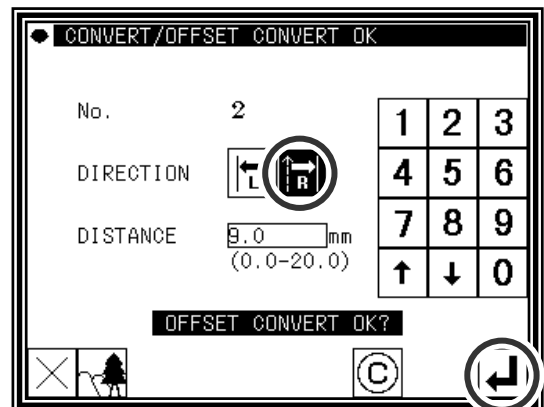 CONVERT/OFFSET CONVERT OK
No. 2
1 2 3
DIRECTION L R
4 5 6
DISTANCE 9.0 mm
7 8 9
(0.0-20.0)
↑ ↓ 0
OFFSET CONVERT OK?
C